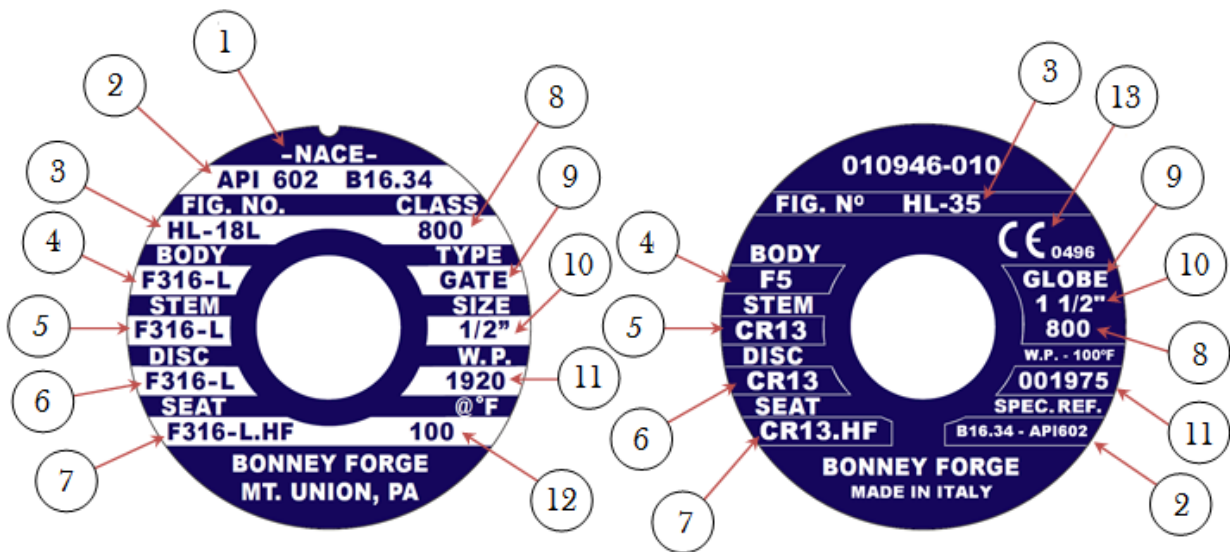 1
2
3
4
5
6
7
8
9
10
11
12
-NACE-
API 602 B16.34
FIG. NO. CLASS
HL-18L 800
BODY TYPE
F316-L GATE
STEM SIZE
F316-L 1/2”
DISC W.P.
F316-L 1920
SEAT @°F
F316-L.HF 100
BONNEY FORGE
MT. UNION, PA
3
13
4
9
10
5
8
6
11
7
2
010946-010
FIG. Nº HL-35
CE 0496
BODY
F5 GLOBE
STEM 1 1/2"
CR13 800
DISC W.P. - 100ºF
CR13 001975
SEAT SPEC.REF.
CR13.HF B16.34 - API602
BONNEY FORGE
MADE IN ITALY